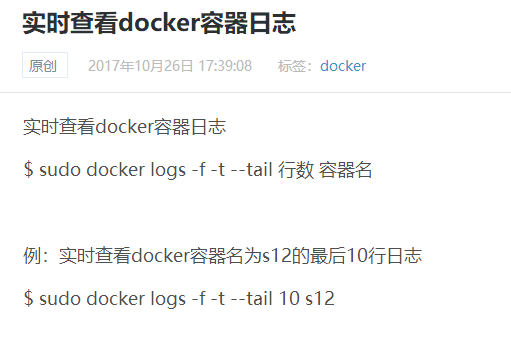 实时查看docker容器日志
原创 2017年10月26日 17:39:08 标签：docker
实时查看docker容器日志
$ sudo docker logs -f -t --tail 行数 容器名
例：实时查看docker容器名为s12的最后10行日志
$ sudo docker logs -f -t --tail 10 s12